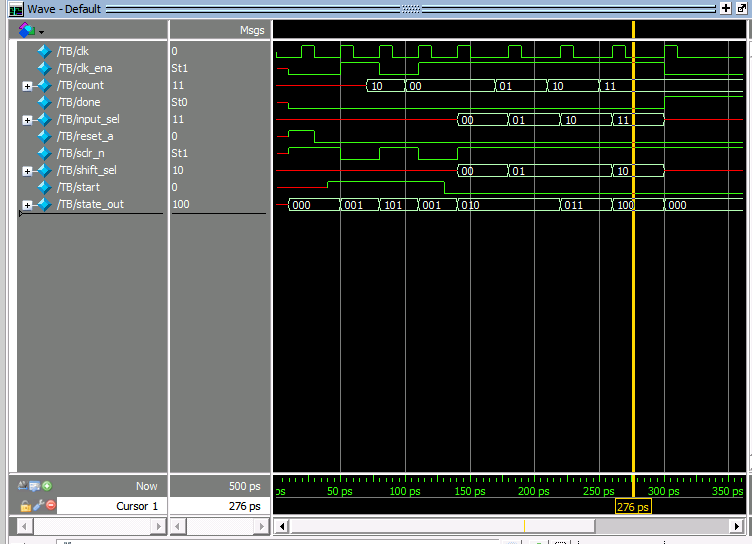 Wave - Default
Msgs
/TB/clk 0
/TB/clk_ena St1
/TB/count 11 10 00 01 10 11
/TB/done St0
/TB/input_sel 11 00 01 10 11
/TB/reset_a 0
/TB/sclr_n St1
/TB/shift_sel 10 00 01 10
/TB/start 0
/TB/state_out 100 000 001 101 001 010 011 100 000
Now 500 ps ps 50 ps 100 ps 150 ps 200 ps 250 ps 300 ps 350 ps
Cursor 1 276 ps 276 ps